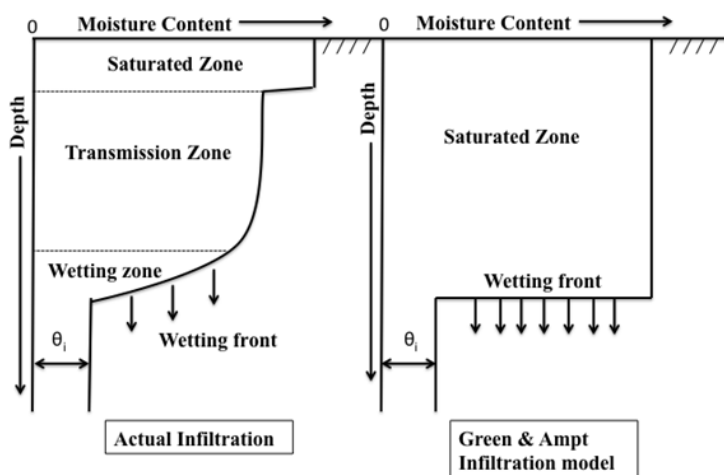 0
Moisture Content
Saturated Zone
Depth
Transmission Zone
Wetting zone
Wetting front
θi
Actual Infiltration
0
Moisture Content
Depth
Saturated Zone
Wetting front
θi
Green & Ampt
Infiltration model